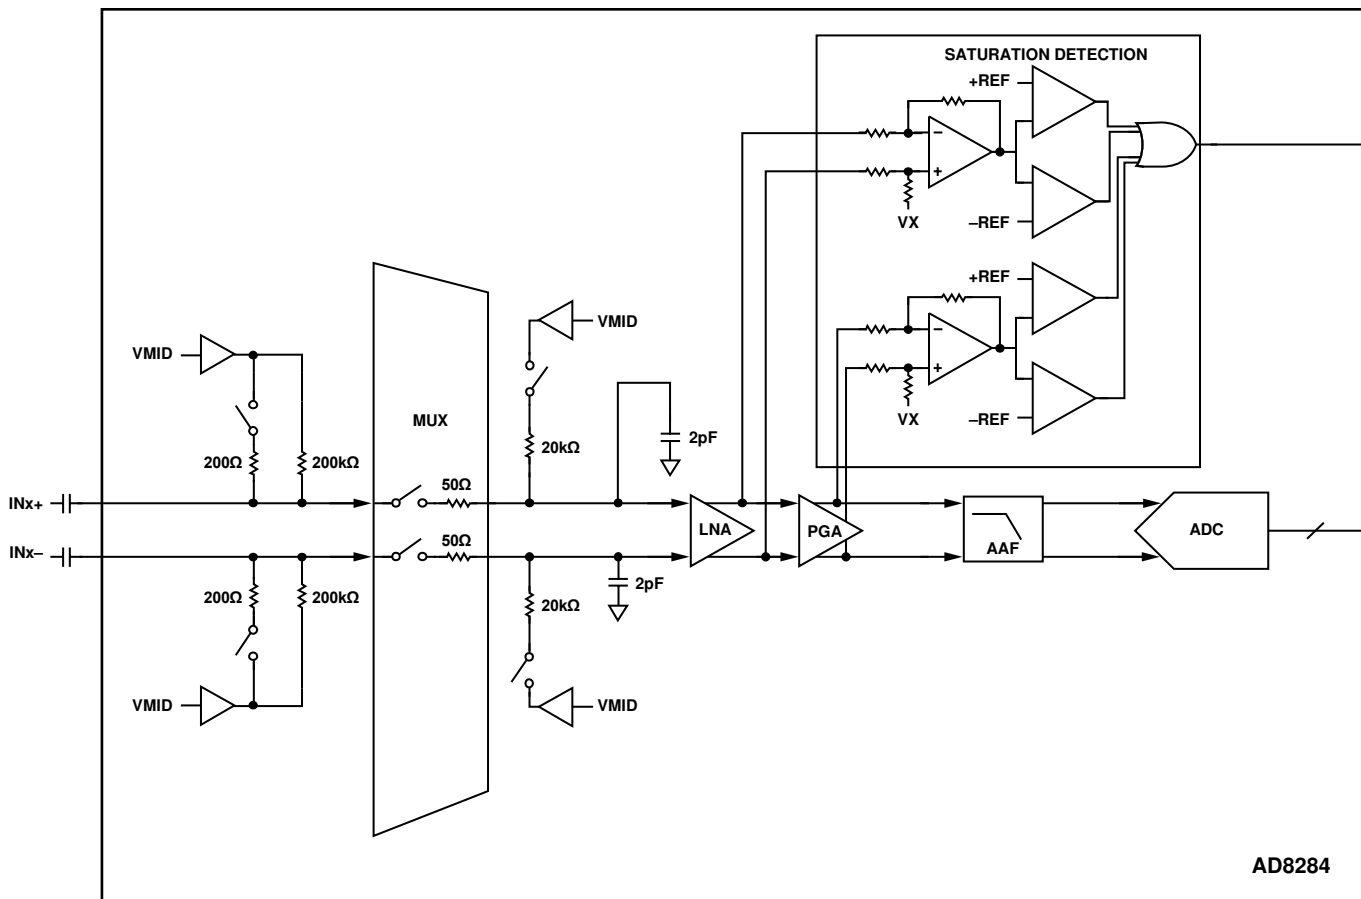 SATURATION DETECTION
+REF
–
+
VX
–REF
+REF
–
+
VX
–REF
VMID
VMID
MUX
2pF
200Ω
200kΩ
20kΩ
50Ω
INx+
LNA
PGA
AAF
ADC
INx–
50Ω
2pF
200Ω
200kΩ
20kΩ
VMID
VMID
AD8284